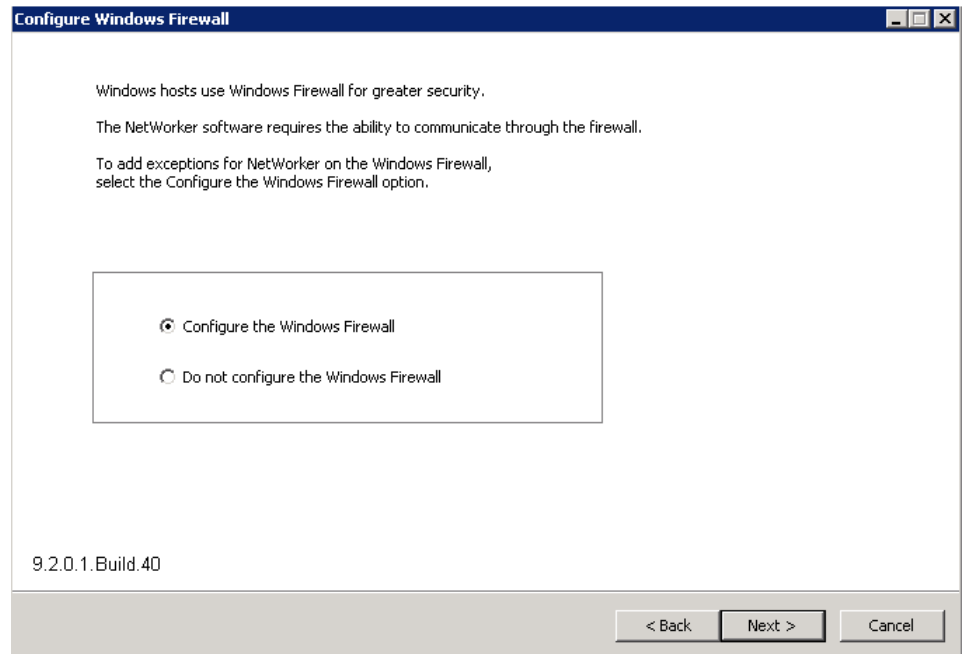 Configure Windows Firewall
Windows hosts use Windows Firewall for greater security.
The NetWorker software requires the ability to communicate through the firewall.
To add exceptions for NetWorker on the Windows Firewall,
select the Configure the Windows Firewall option.
Configure the Windows Firewall
Do not configure the Windows Firewall
9.2.0.1.Build.40
< Back
Next >
Cancel